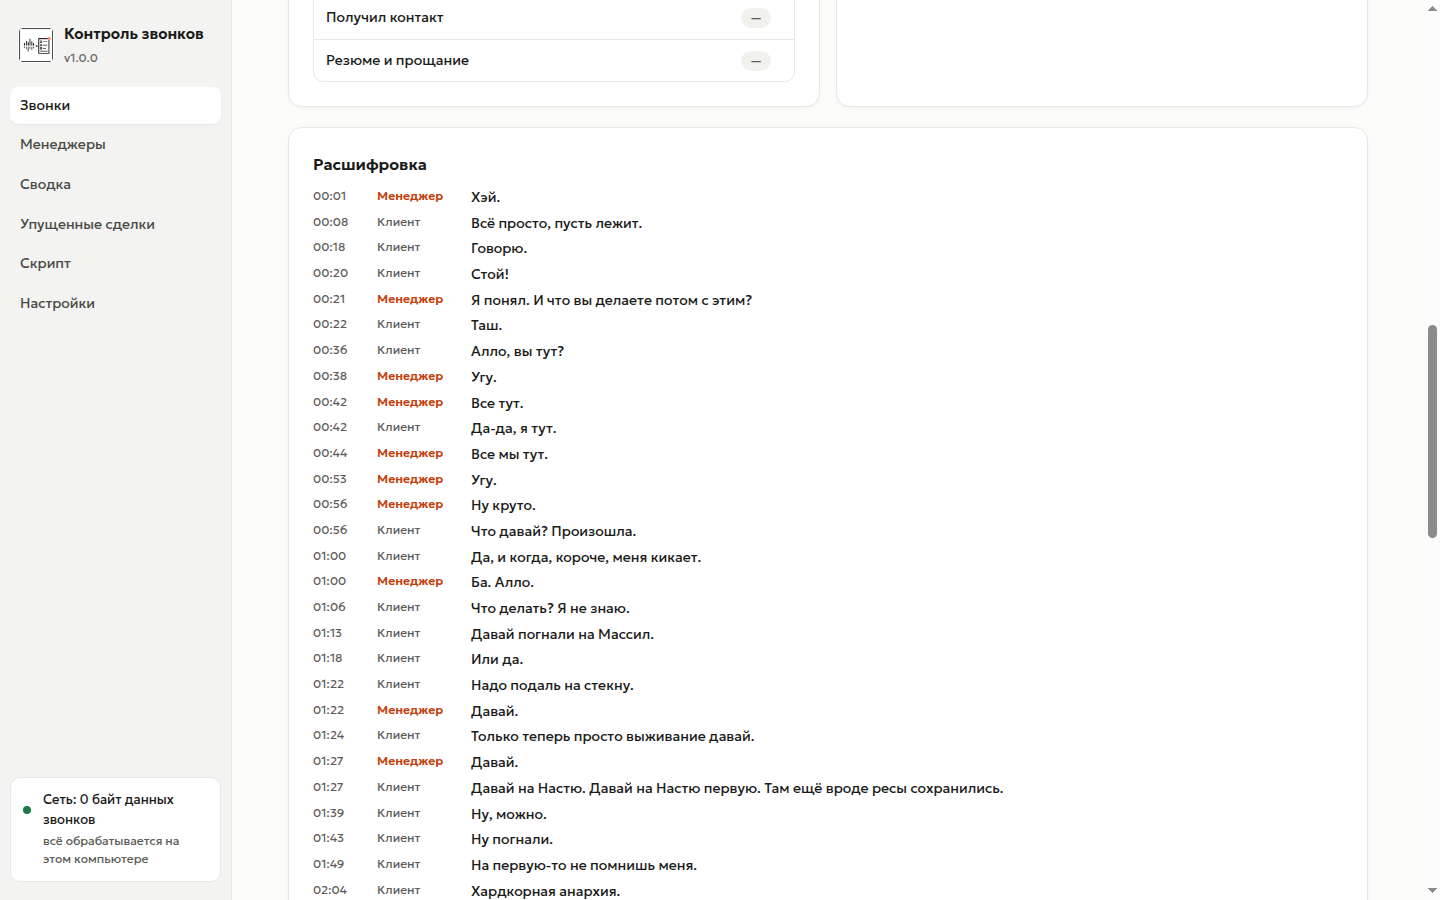 Контроль звонков
v1.0.0
Звонки
Менеджеры
Сводка
Упущенные сделки
Скрипт
Настройки
Сеть: 0 байт данных
звонков
всё обрабатывается на
этом компьютере
Получил контакт —
Резюме и прощание —
Расшифровка
00:01 Менеджер Хэй.
00:08 Клиент Всё просто, пусть лежит.
00:18 Клиент Говорю.
00:20 Клиент Стой!
00:21 Менеджер Я понял. И что вы делаете потом с этим?
00:22 Клиент Таш.
00:36 Клиент Алло, вы тут?
00:38 Менеджер Угу.
00:42 Менеджер Все тут.
00:42 Клиент Да-да, я тут.
00:44 Менеджер Все мы тут.
00:53 Менеджер Угу.
00:56 Менеджер Ну круто.
00:56 Клиент Что давай? Произошла.
01:00 Клиент Да, и когда, короче, меня кикает.
01:00 Менеджер Ба. Алло.
01:06 Клиент Что делать? Я не знаю.
01:13 Клиент Давай погнали на Массил.
01:18 Клиент Или да.
01:22 Клиент Надо подаль на стекну.
01:22 Менеджер Давай.
01:24 Клиент Только теперь просто выживание давай.
01:27 Менеджер Давай.
01:27 Клиент Давай на Настю. Давай на Настю первую. Там ещё вроде ресы сохранились.
01:39 Клиент Ну, можно.
01:43 Клиент Ну погнали.
01:49 Клиент На первую-то не помнишь меня.
02:04 Клиент Хардкорная анархия.